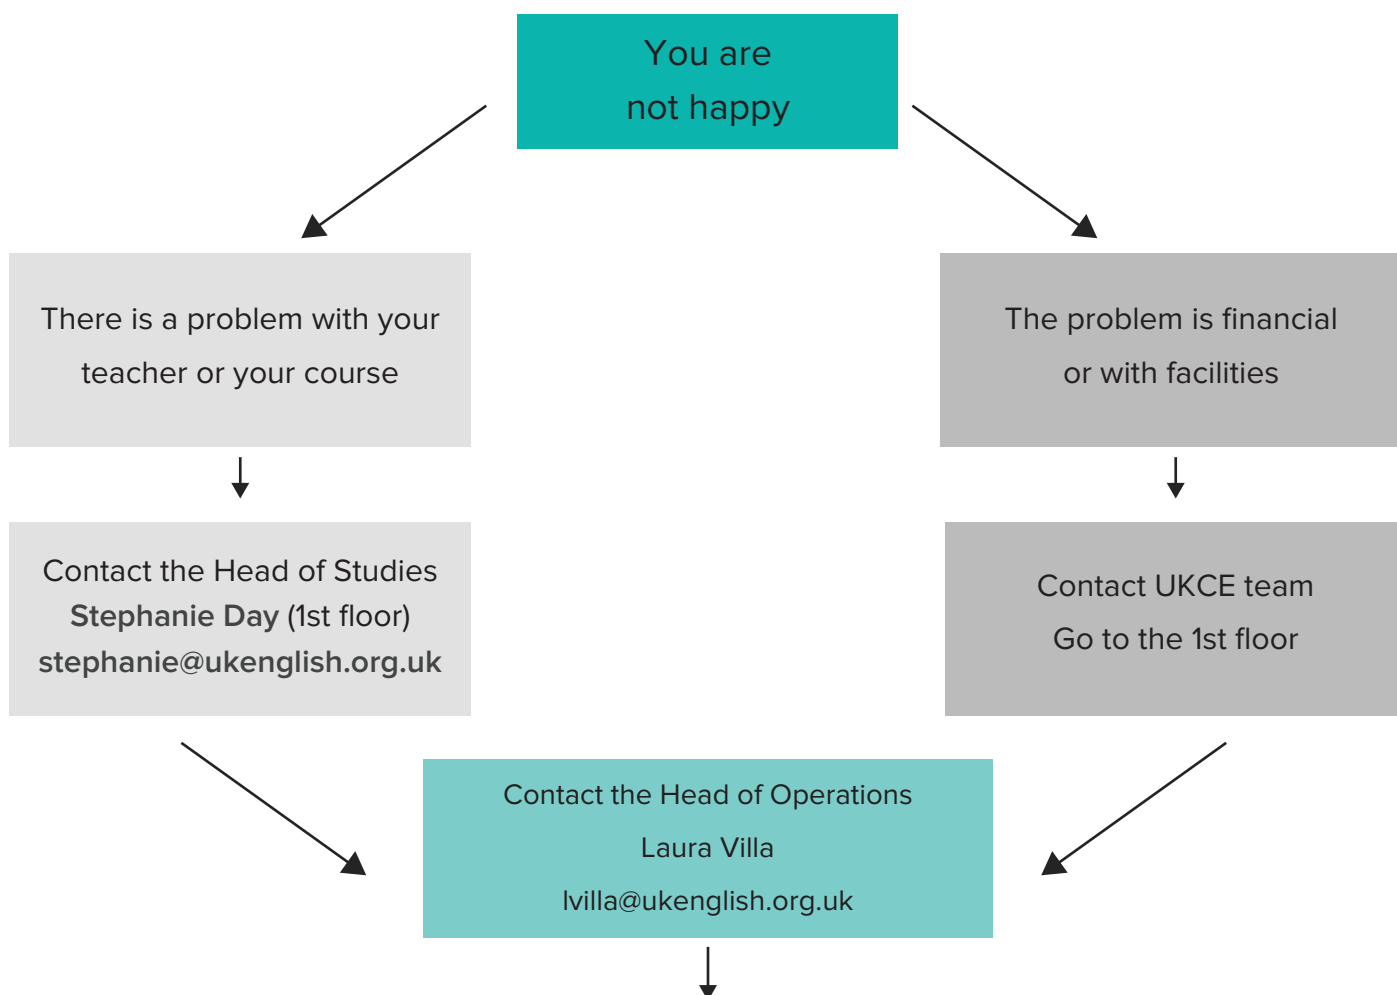 You are
not happy
There is a problem with your
teacher or your course
The problem is financial
or with facilities
Contact the Head of Studies
Stephanie Day (1st floor)
stephanie@ukenglish.org.uk
Contact UKCE team
Go to the 1st floor
Contact the Head of Operations
Laura Villa
lvilla@ukenglish.org.uk